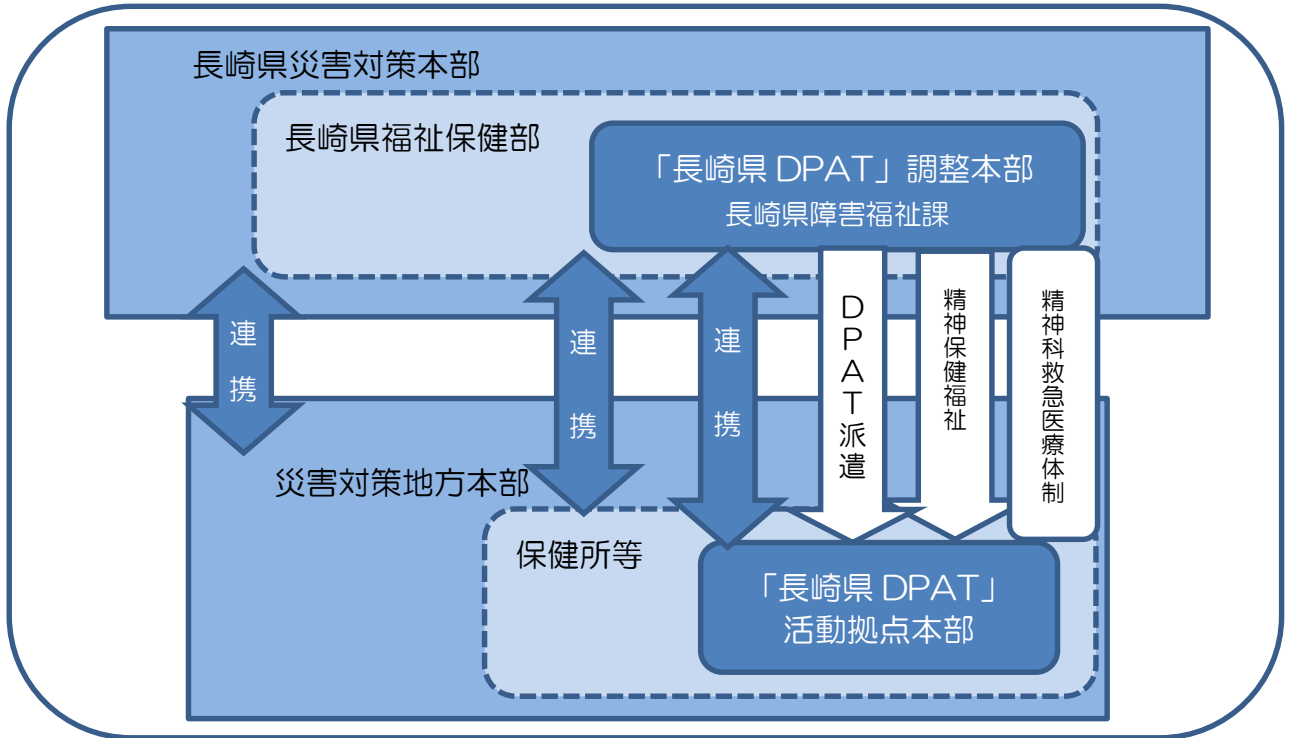 長崎県災害対策本部
長崎県福祉保健部
「長崎県 DPAT」調整本部
長崎県障害福祉課
連携
連携
連携
DPAT派遣
精神保健福祉
精神科救急医療体制
災害対策地方本部
保健所等
「長崎県 DPAT」
活動拠点本部